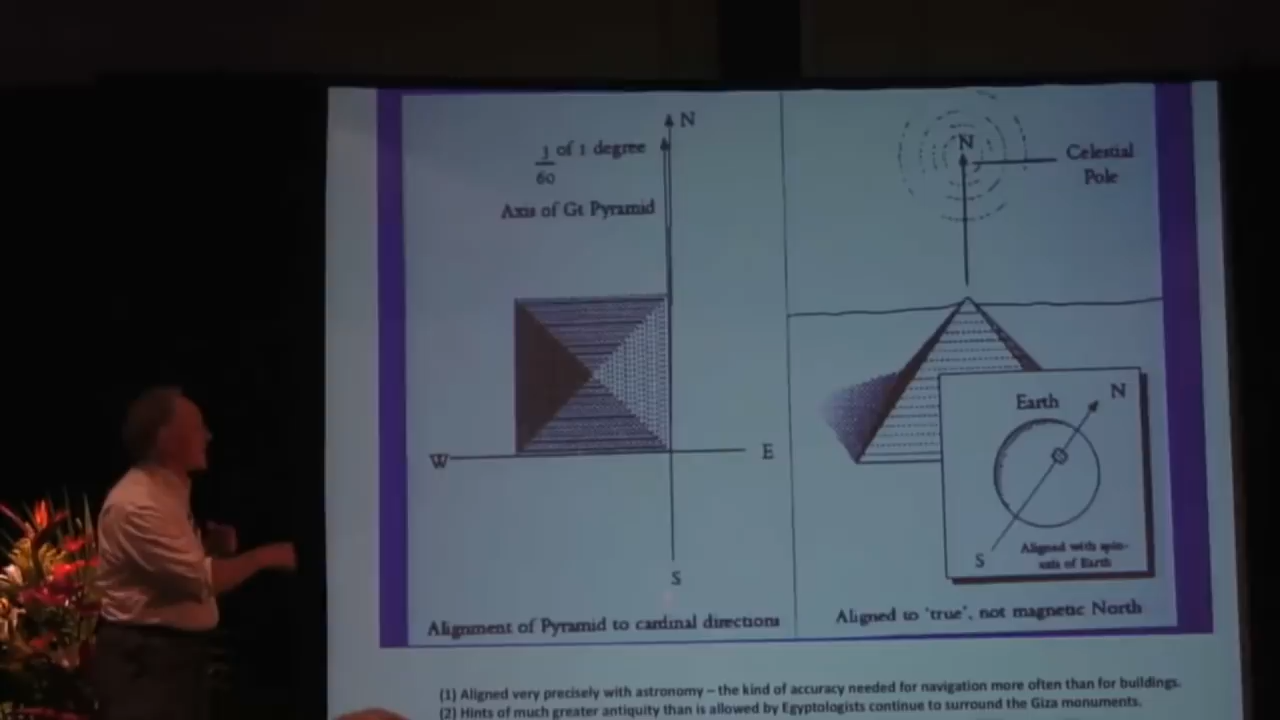 N
1/60 of 1 degree
Axis of Gt Pyramid
W
E
S
Alignment of Pyramid to cardinal directions
N
Celestial
Pole
Earth
N
S
Aligned with spin-
axis of Earth
Aligned to 'true', not magnetic North
(1) Aligned very precisely with astronomy – the kind of accuracy needed for navigation more often than for buildings.
(2) Hints of much greater antiquity than is allowed by Egyptologists continue to surround the Giza monuments.